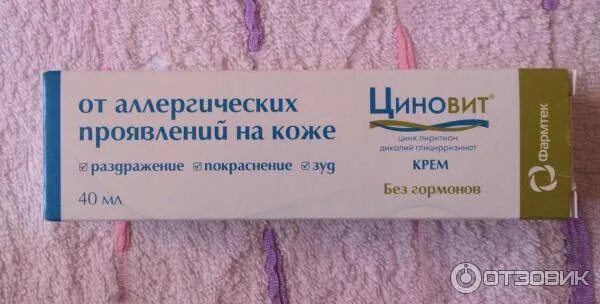 от аллергических
проявлений на коже
раздражение покраснение зуд
40 мл
Циновит®
цинк пиритион
дикалий глицирризинат
КРЕМ
Без гормонов
Фармтек
ОТЗОВИК